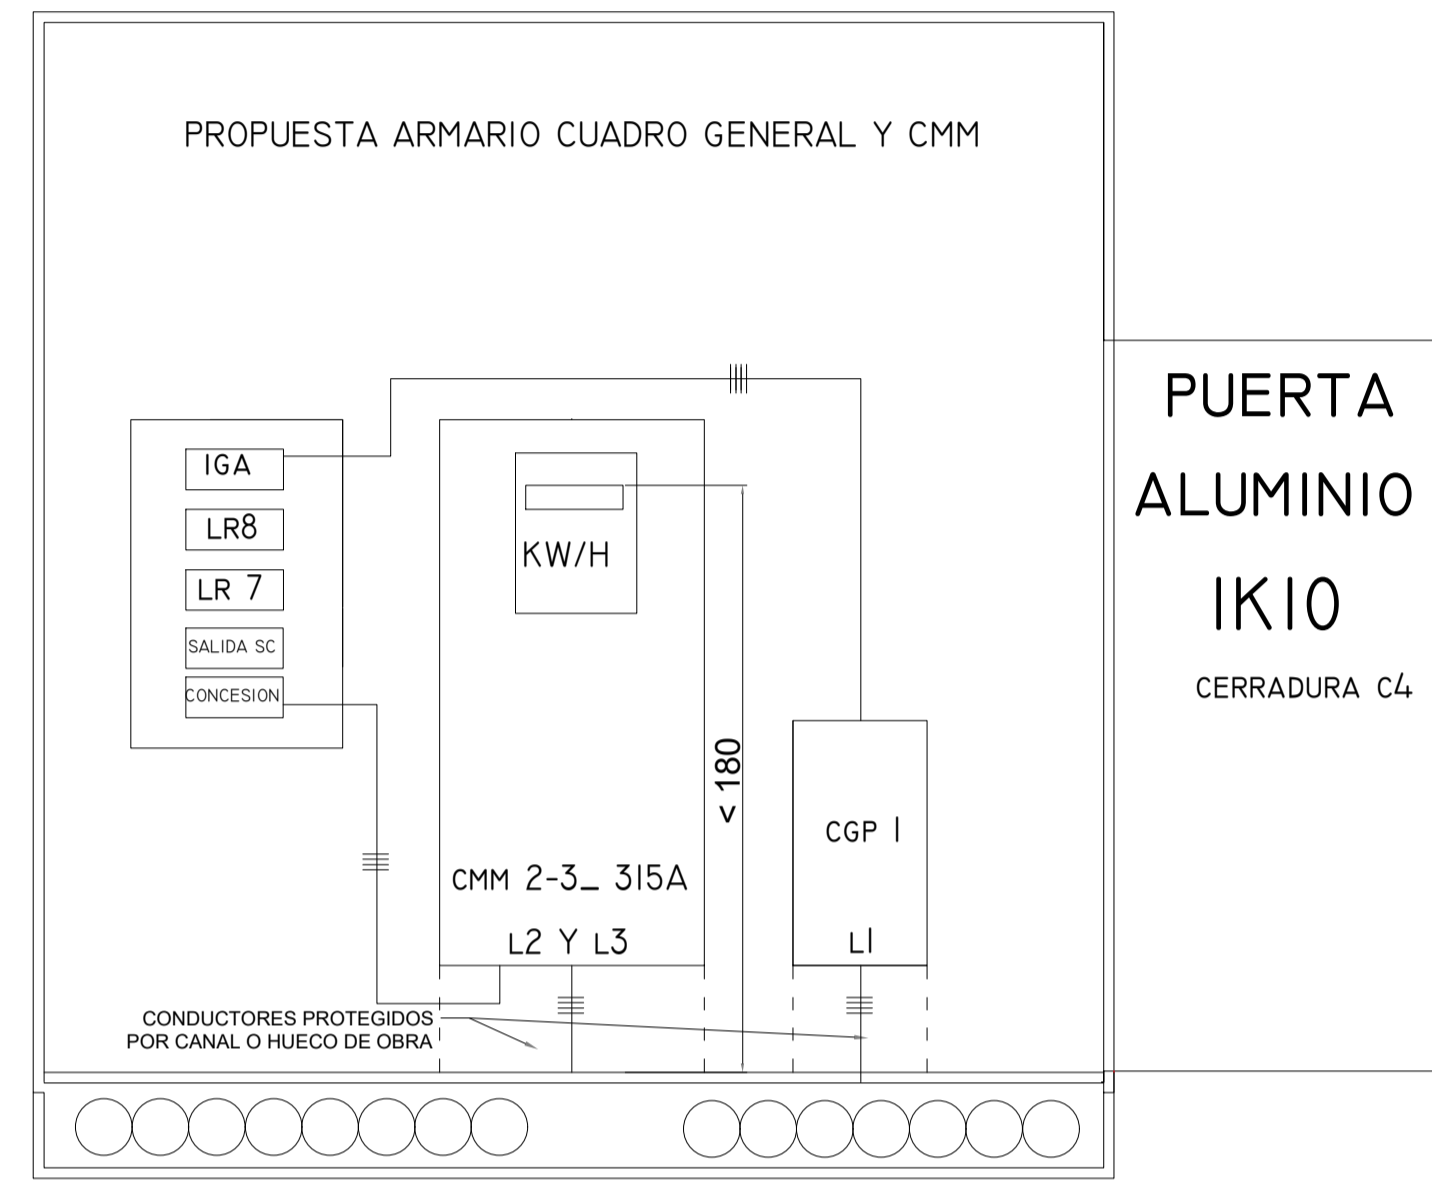 PROPUESTA ARMARIO CUADRO GENERAL Y CMM
IGA
LR8
LR 7
SALIDA SC
CONCESION
KW/H
< 180
CMM 2-3_ 315A
L2 Y L3
CGP 1
L1
CONDUCTORES PROTEGIDOS
POR CANAL O HUECO DE OBRA
PUERTA
ALUMINIO
IK10
CERRADURA C4